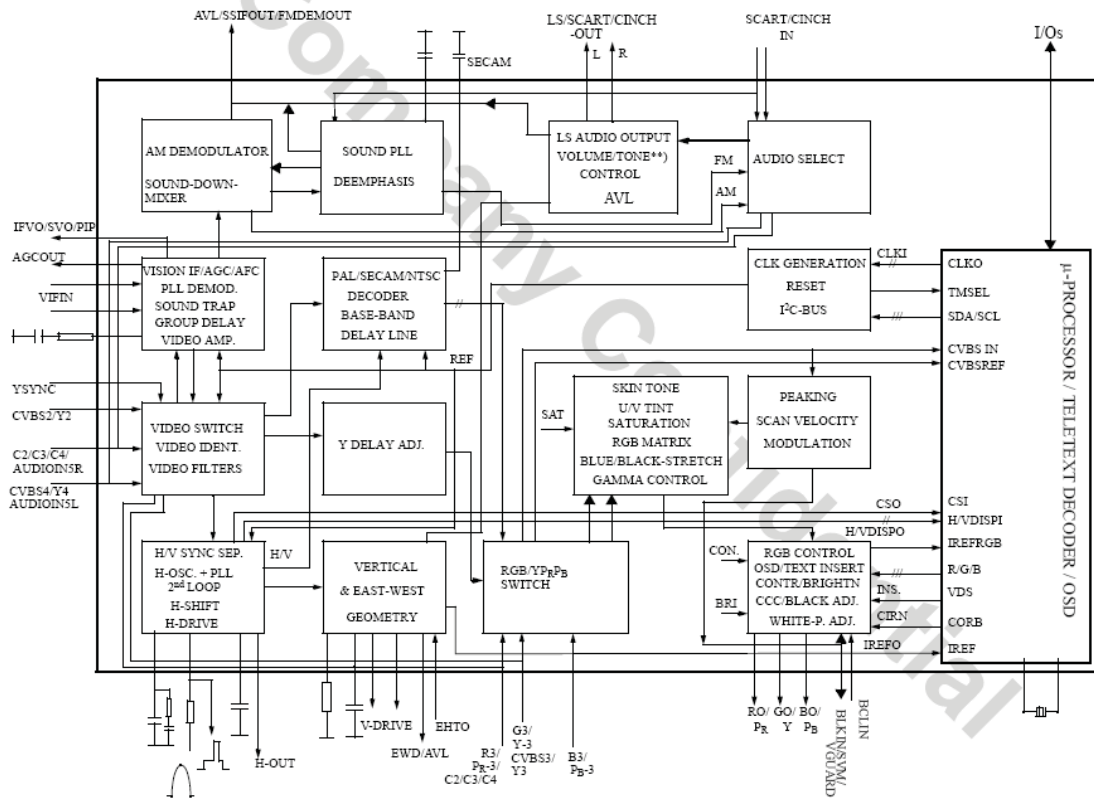 AVL/SSIFOUT/FMDEMOUT
LS/SCART/CINCH
-OUT
L
R
SCART/CINCH
IN
I/Os
SECAM
AM DEMODULATOR
SOUND-DOWN-
MIXER
SOUND PLL
DEEMPHASIS
LS AUDIO OUTPUT
VOLUME/TONE**)
CONTROL
AVL
FM
AM
AUDIO SELECT
IFVO/SVO/PIP
AGCOUT
VIFIN
VISION IF/AGC/AFC
PLL DEMOD.
SOUND TRAP
GROUP DELAY
VIDEO AMP.
PAL/SECAM/NTSC
DECODER
BASE-BAND
DELAY LINE
REF
CLK GENERATION
RESET
I²C-BUS
CLKI
CLKO
TMSEL
SDA/SCL
CVBS IN
CVBSREF
µ-PROCESSOR / TELETEXT DECODER / OSD
YSYNC
CVBS2/Y2
C2/C3/C4/
AUDIOIN5R
CVBS4/Y4
AUDIOIN5L
VIDEO SWITCH
VIDEO IDENT.
VIDEO FILTERS
Y DELAY ADJ.
SAT
SKIN TONE
U/V TINT
SATURATION
RGB MATRIX
BLUE/BLACK-STRETCH
GAMMA CONTROL
PEAKING
SCAN VELOCITY
MODULATION
CSO
CSI
H/VDISPI
H/VDISPO
IREFRGB
R/G/B
INS.
VDS
CIRN
CORB
IREFO
IREF
H/V SYNC SEP.
H-OSC. + PLL
2nd LOOP
H-SHIFT
H-DRIVE
H/V
VERTICAL
& EAST-WEST
GEOMETRY
RGB/YPRPB
SWITCH
CON.
BRI
RGB CONTROL
OSD/TEXT INSERT
CONTR/BRIGHTN
CCC/BLACK ADJ.
WHITE-P. ADJ.
H-OUT
V-DRIVE
EWD/AVL
EHTO
R3/
PR-3/
C2/C3/C4
G3/
Y-3
CVBS3/
Y3
B3/
PB-3
RO/
PR
GO/
Y
BO/
PB
BLKIN/SVM/
VGUARD
BCLIN
Company Confidential